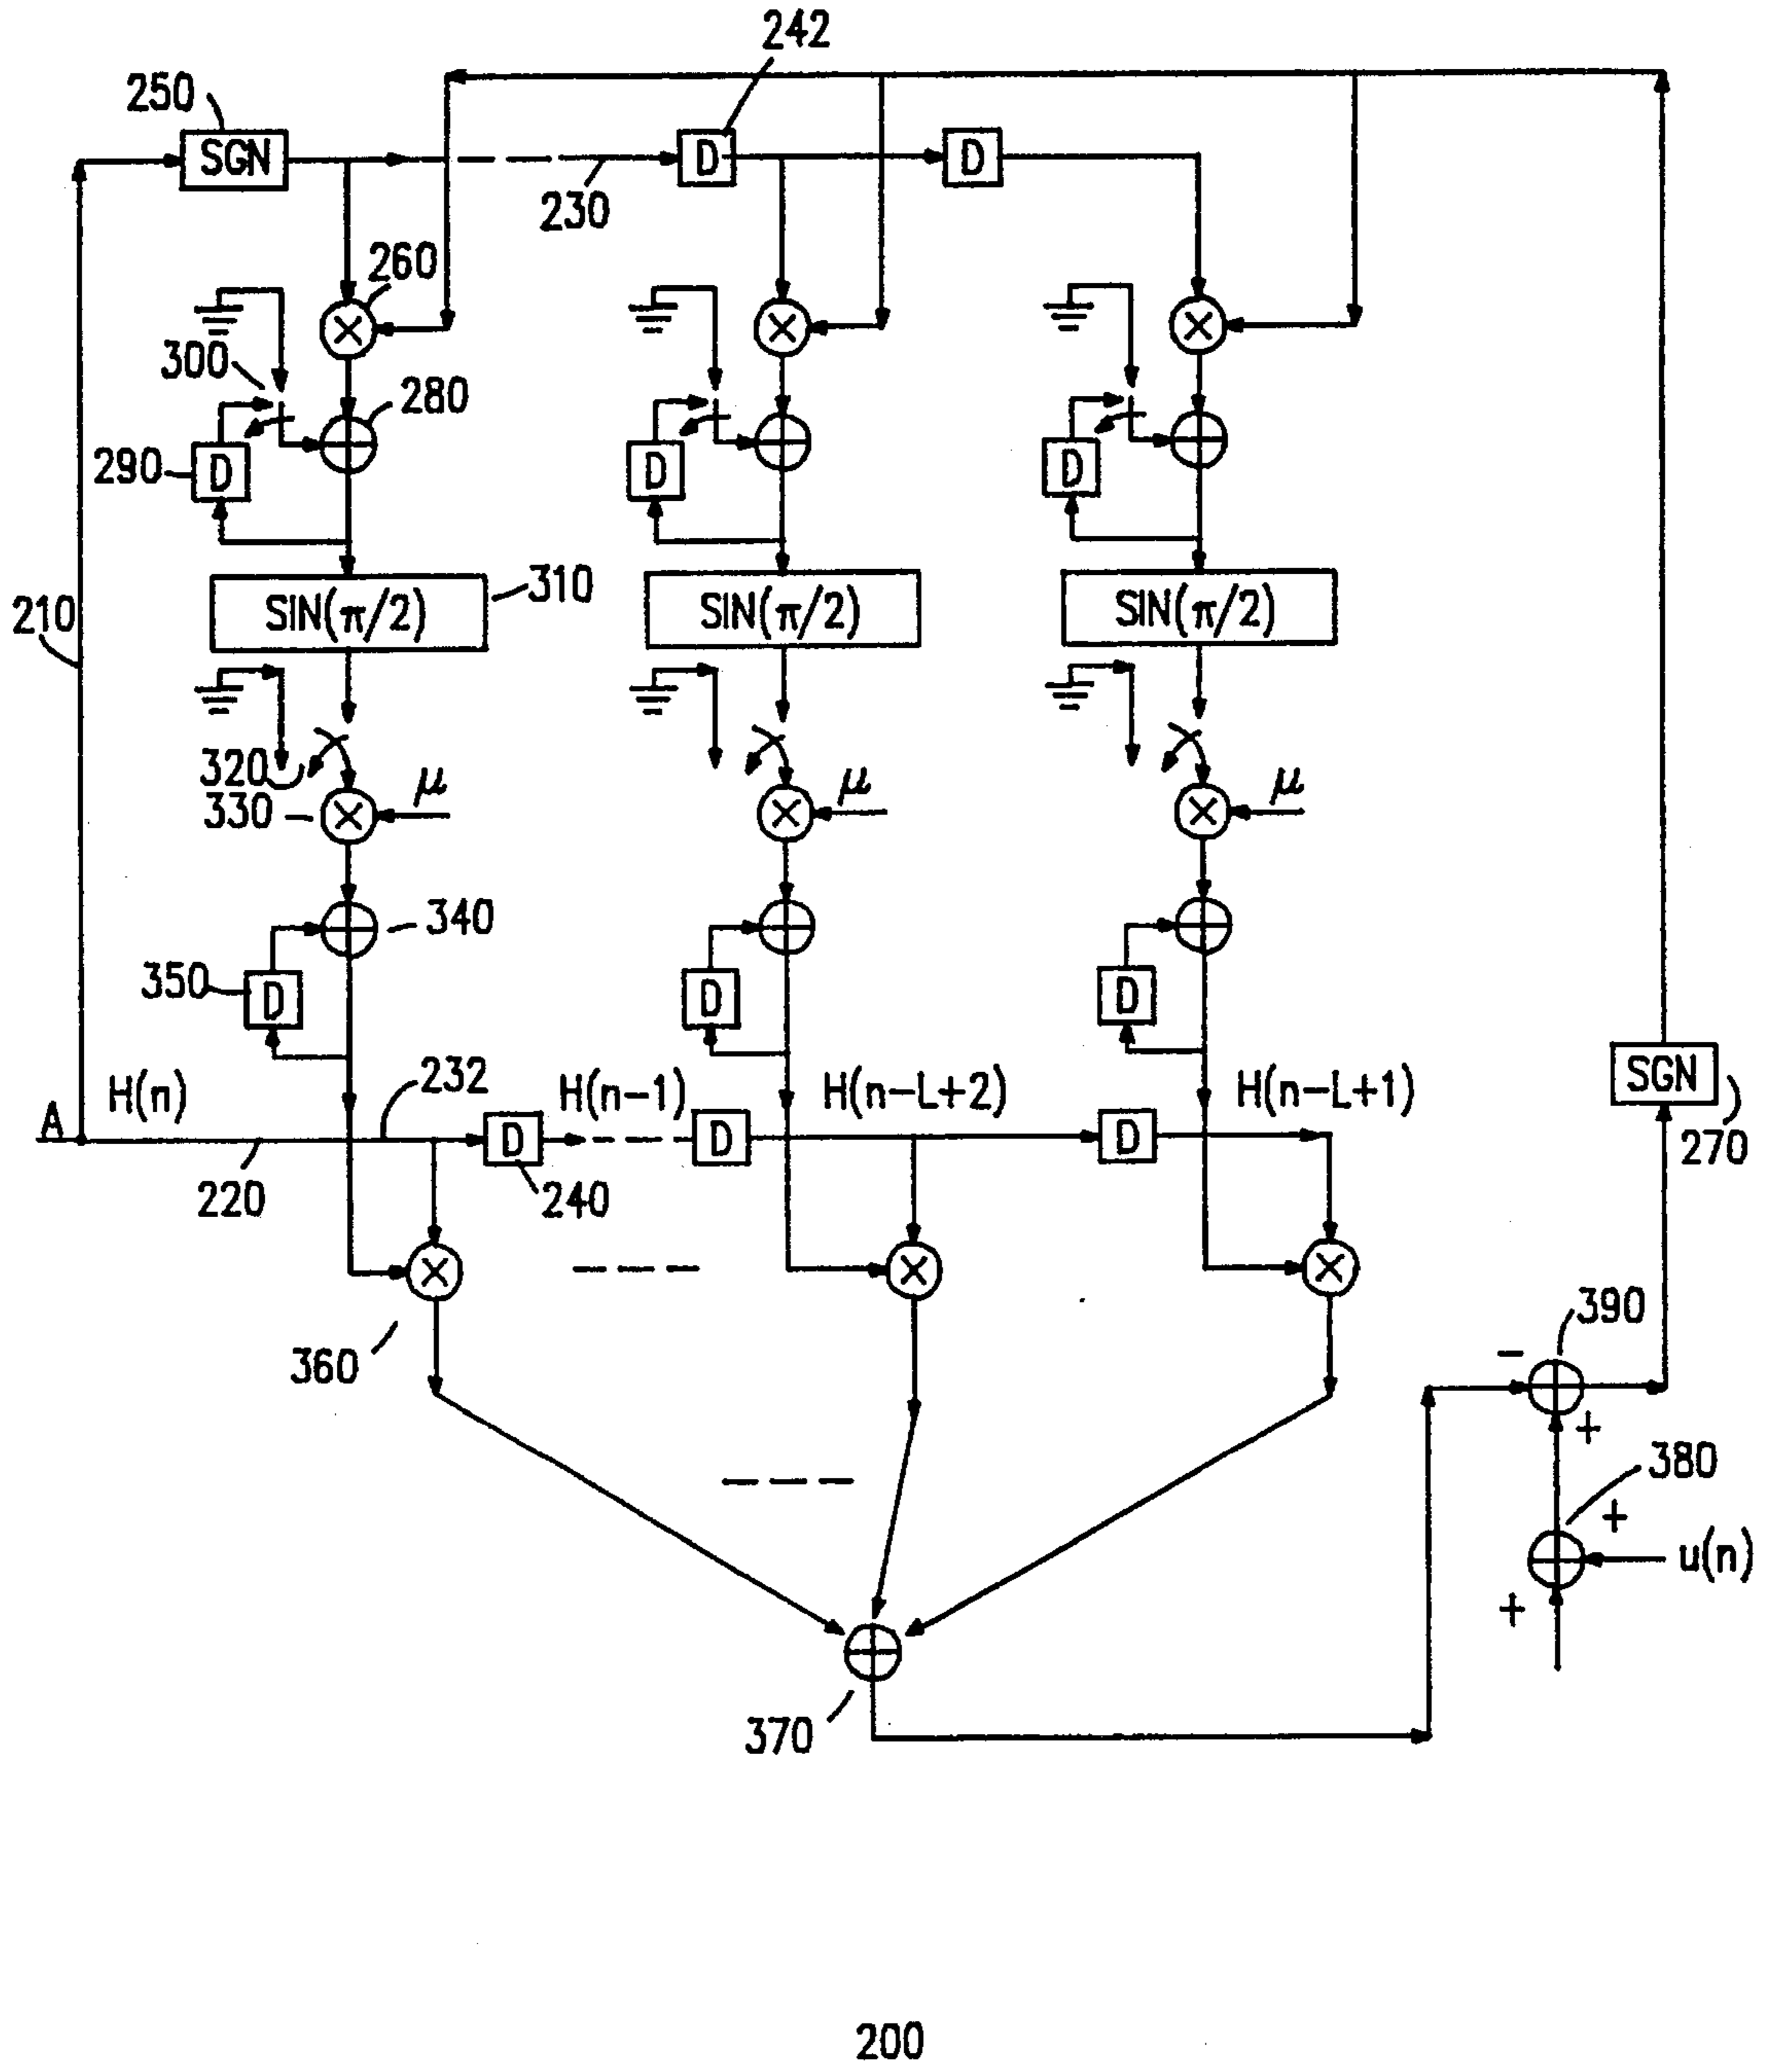 242
250
SGN
D
D
230
260
300
280
290
D
D
D
SIN(π/2)
310
SIN(π/2)
SIN(π/2)
210
320
μ
μ
μ
330
340
350
D
D
D
SGN
A
H(n)
232
H(n-1)
H(n-L+2)
H(n-L+1)
D
D
D
270
220
240
390
360
-
+
380
+
u(n)
+
370
200